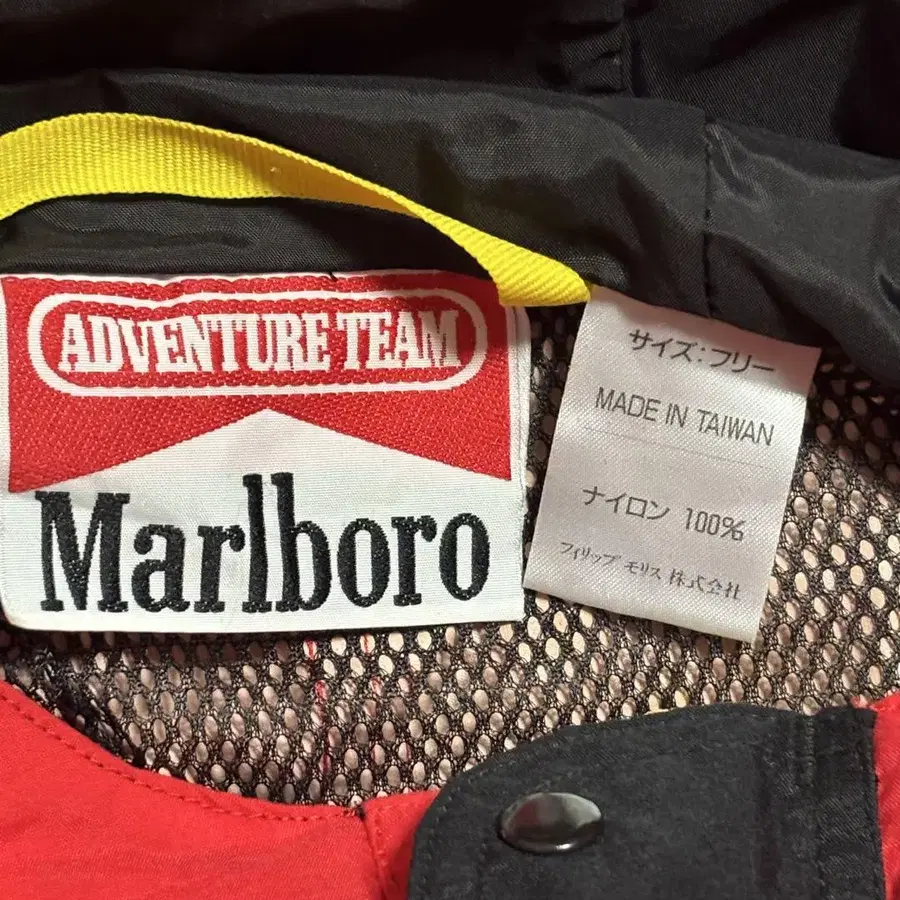 ADVENTURE TEAM
Marlboro
サイズ:フリー
MADE IN TAIWAN
ナイロン 100%
フィリップ モリス 株式会社